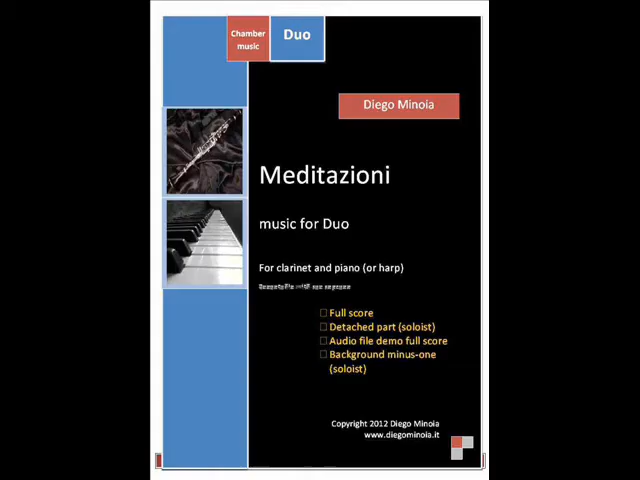 Chamber
music
Duo
Diego Minoia
Meditazioni
music for Duo
For clarinet and piano (or harp)
Full score
Detached part (soloist)
Audio file demo full score
Background minus-one
(soloist)
Copyright 2012 Diego Minoia
www.diegominoia.it